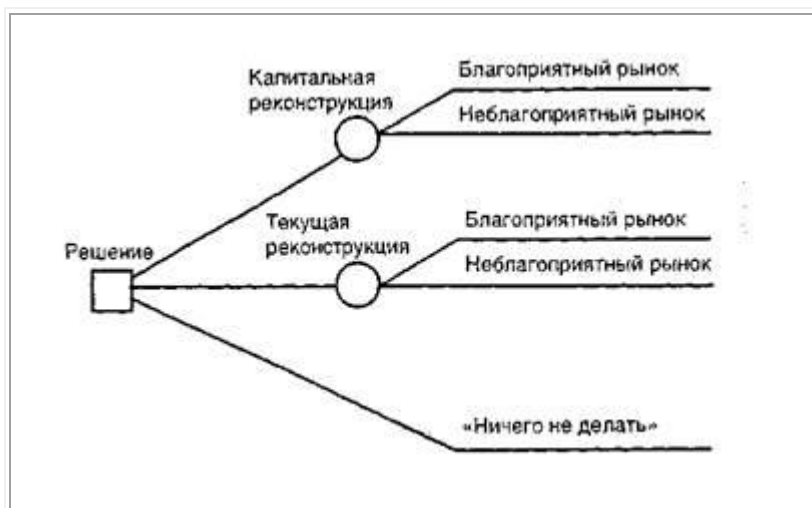 Капитальная
реконструкция
Благоприятный рынок
Неблагоприятный рынок
Текущая
реконструкция
Благоприятный рынок
Неблагоприятный рынок
Решение
«Ничего не делать»